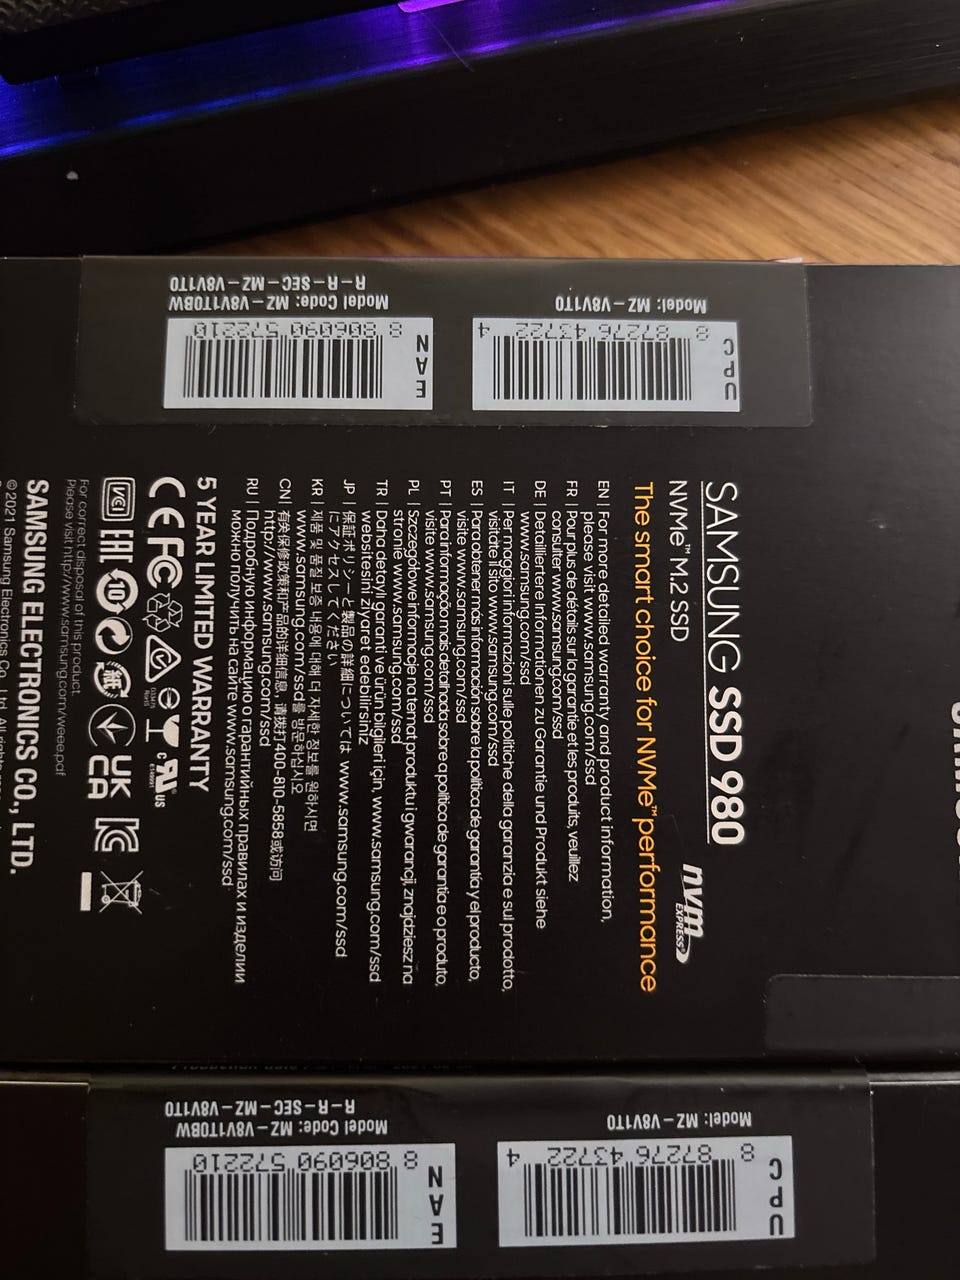 R-R-SEC-MZ-V8V1T0
Model Code: MZ-V8V1T0BW
Model: MZ-V8V1T0
8 806090 572210
EAN
8 87276 43722 4
UPC
SAMSUNG SSD 980
NVMe™ M.2 SSD
nvm
EXPRESS®
The smart choice for NVMe™ performance
EN | For more detailed warranty and product information,
please visit www.samsung.com/ssd
FR | Pour plus de détails sur la garantie et les produits, veuillez
consulter www.samsung.com/ssd
DE | Detailliertere Informationen zu Garantie und Produkt siehe
www.samsung.com/ssd
IT | Per maggiori informazioni sulle politiche della garanzia e sul prodotto,
visitate il sito www.samsung.com/ssd
ES | Para obtener más información sobre la política de garantía y el producto,
visite www.samsung.com/ssd
PT | Para informação mais detalhada soare a politica de garantia e o produto,
visite www.samsung.com/ssd
PL | Szczegółowe informacje na temat produktu i gwarancji znajdziesz na
stronie www.samsung.com/ssd
TR | Daha detaylı garanti ve ürün bilgileri için, www.samsung.com/ssd
websitesini ziyaret edebilirsiniz
JP | 保証ポリシーと製品の詳細については www.samsung.com/ssd
にアクセスしてください
KR | 제품 및 품질 보증 내용에 대해 더 자세한 정보를 원하시면
www.samsung.com/ssd를 방문하십시오
CN | 有关保修政策和产品的详细信息, 请拨打400-810-5858或访问
http://www.samsung.com/ssd
RU | Подробную информацию о гарантийных правилах и изделии
можно получить на сайте www.samsung.com/ssd
5 YEAR LIMITED WARRANTY
CE FC
c US
VCI EAC 10 紙 UK
CA
For correct disposal of this product.
Please visit http://www.samsung.com/weee.pdf
SAMSUNG ELECTRONICS CO., LTD.
©2021 Samsung Electronics Co., Ltd. All rights
R-R-SEC-MZ-V8V1T0
Model Code: MZ-V8V1T0BW
Model: MZ-V8V1T0
8 806090 572210
EAN
8 87276 43722 4
UPC